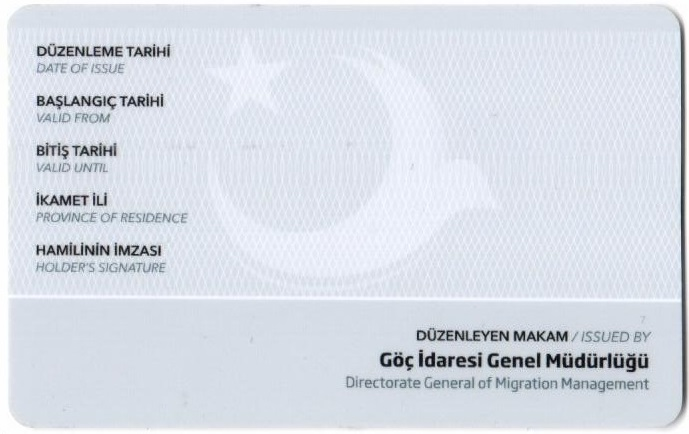 DÜZENLEME TARİHİ
DATE OF ISSUE
BAŞLANGIÇ TARİHİ
VALID FROM
BİTİŞ TARİHİ
VALID UNTIL
İKAMET İLİ
PROVINCE OF RESIDENCE
HAMİLİNİN İMZASI
HOLDER'S SIGNATURE
7
DÜZENLEYEN MAKAM / ISSUED BY
Göç İdaresi Genel Müdürlüğü
Directorate General of Migration Management